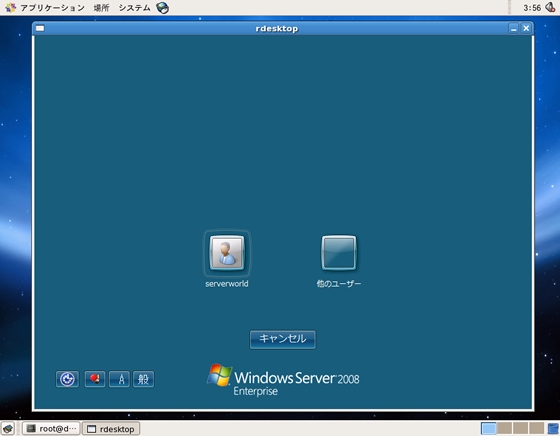 アプリケーション 場所 システム 3:56
rdesktop
serverworld 他のユーザー
キャンセル
A 般
Windows Server 2008
Enterprise
root@d… rdesktop